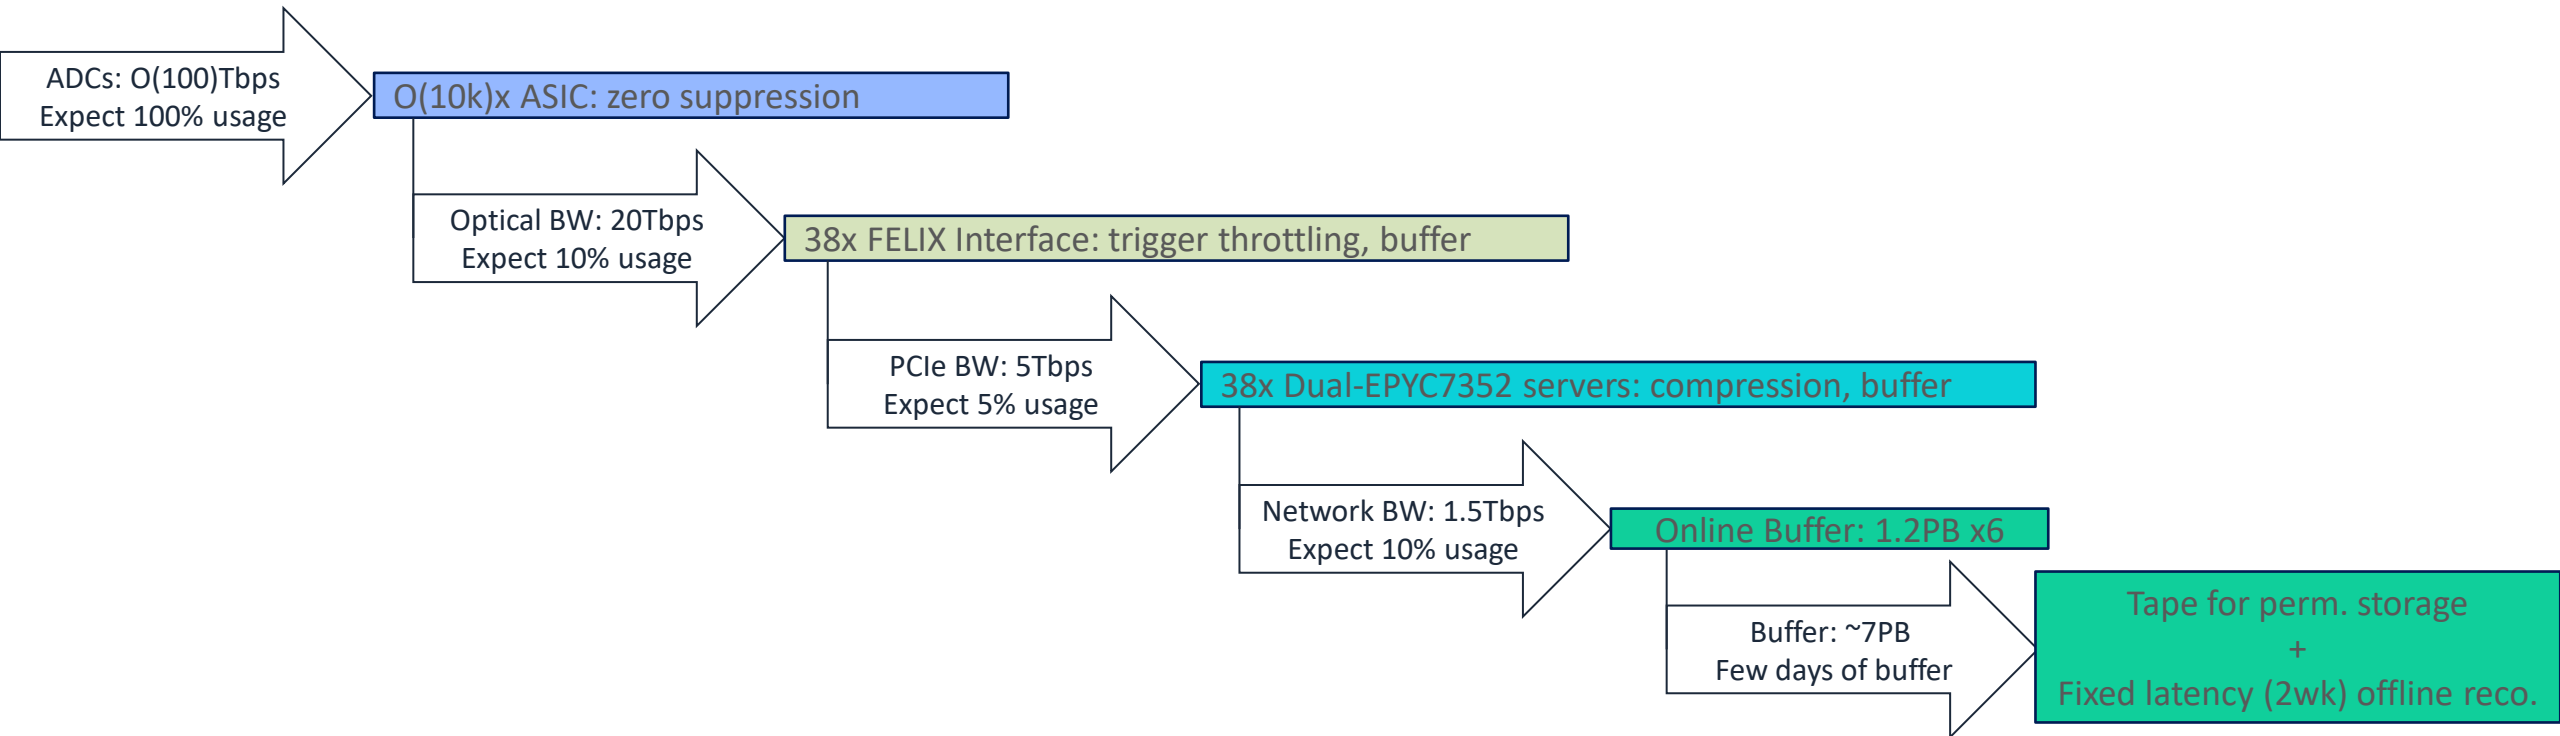 ADCs: O(100)Tbps
Expect 100% usage
O(10k)x ASIC: zero suppression
Optical BW: 20Tbps
Expect 10% usage
38x FELIX Interface: trigger throttling, buffer
PCIe BW: 5Tbps
Expect 5% usage
38x Dual-EPYC7352 servers: compression, buffer
Network BW: 1.5Tbps
Expect 10% usage
Online Buffer: 1.2PB x6
Buffer: ~7PB
Few days of buffer
Tape for perm. storage
+
Fixed latency (2wk) offline reco.